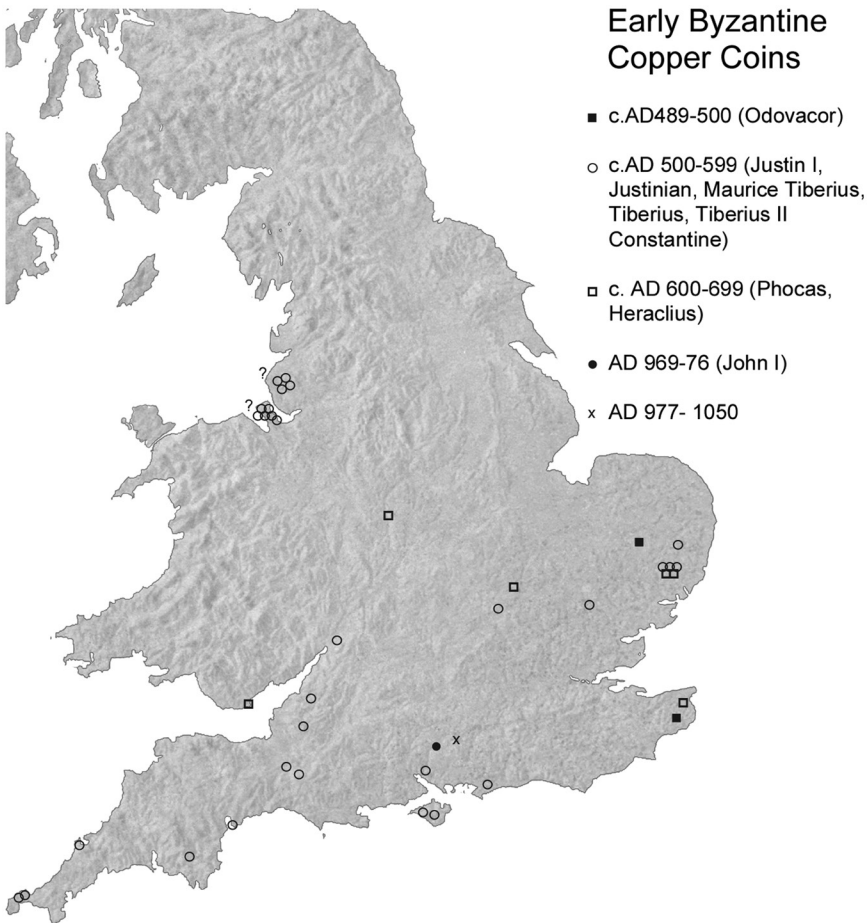 Early Byzantine
Copper Coins
c.AD489-500 (Odovacor)
c.AD 500-599 (Justin I,
Justinian, Maurice Tiberius,
Tiberius, Tiberius II
Constantine)
c. AD 600-699 (Phocas,
Heraclius)
AD 969-76 (John I)
x AD 977- 1050
?
?
x